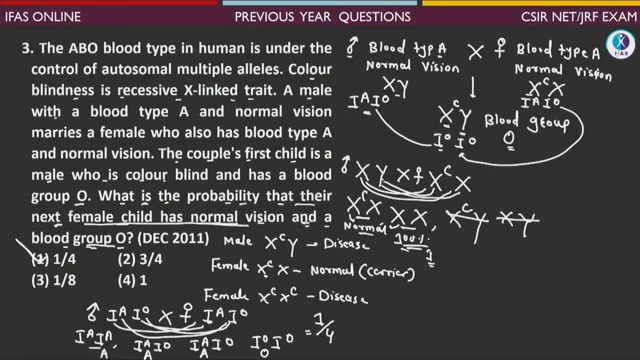 IFAS ONLINE PREVIOUS YEAR QUESTIONS CSIR NET/JRF EXAM
IFAS
3. The ABO blood type in human is under the
control of autosomal multiple alleles. Colour
blindness is recessive X-linked trait. A male
with a blood type A and normal vision
marries a female who also has blood type A
and normal vision. The couple's first child is a
male who is colour blind and has a blood
group O. What is the probability that their
next female child has normal vision and a
blood group O? (DEC 2011)
(1) 1/4 (2) 3/4
(3) 1/8 (4) 1
♂ Blood type A X ♀ Blood type A
Normal Vision Normal Vision
XY XᶜX
IᴬIᴼ IᴬIᴼ
XᶜY
IᴼIᴼ Blood group
O
♂ XY X ♀ XᶜX
XᶜX XX, XᶜY XY
Normal 100%
1
Male XᶜY – Disease
Female XᶜX – Normal (carrier)
Female XᶜXᶜ – Disease
♂ IᴬIᴼ X ♀ IᴬIᴼ
IᴬIᴬ, IᴬIᴼ IᴬIᴼ IᴼIᴼ = 1/4
A A A O